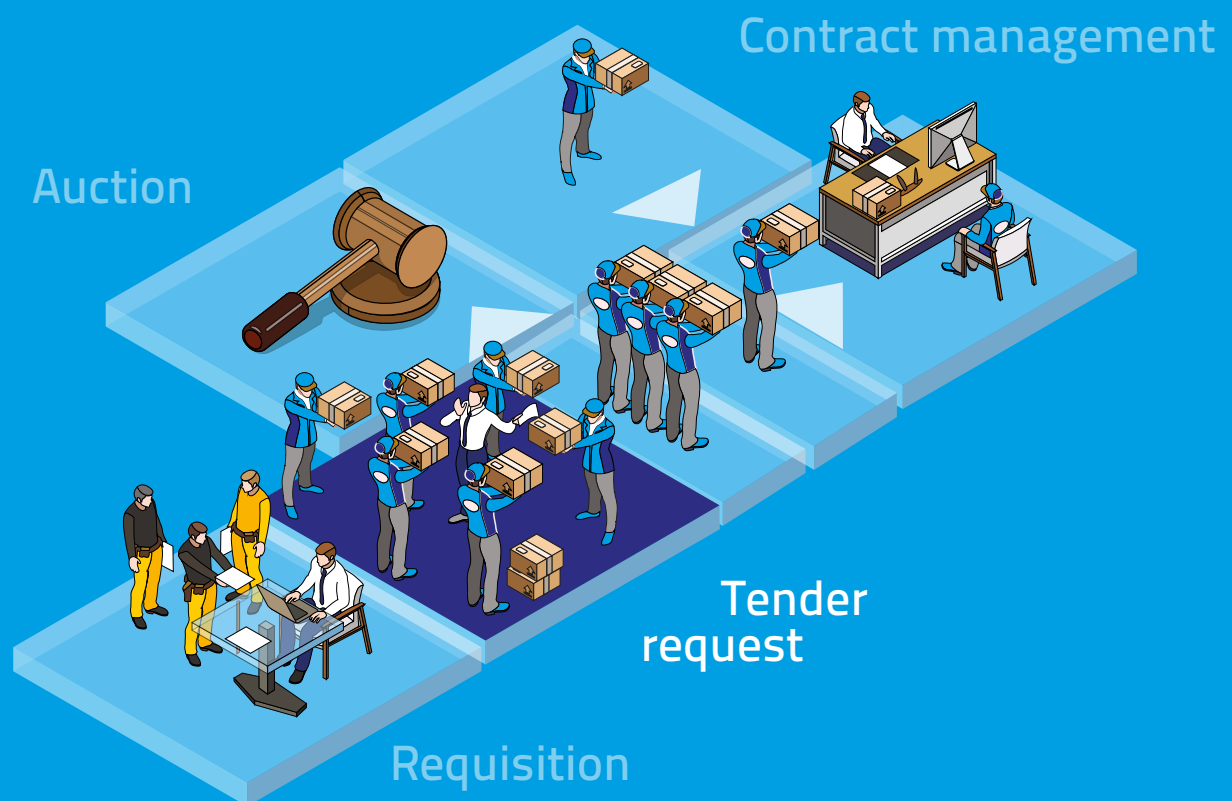 Contract management
Auction
Tender
request
Requisition